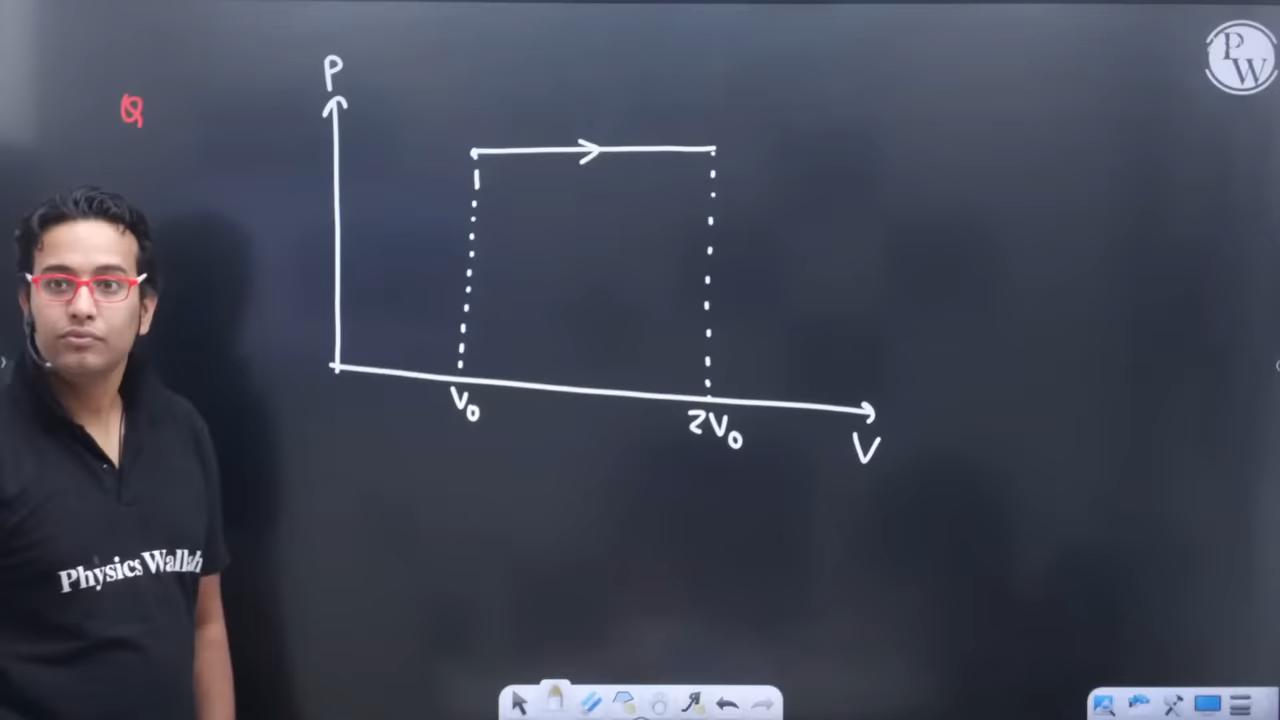 P
Q
V₀
2V₀
V
PW
Physics Wallah